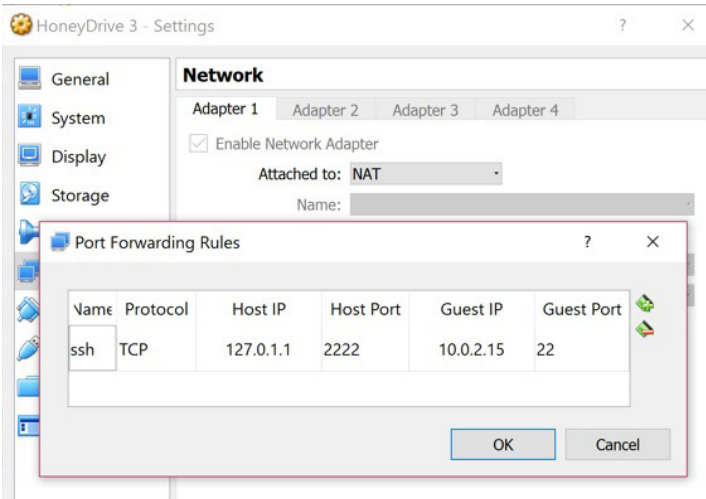 HoneyDrive 3 - Settings ? ×
General
System
Display
Storage
Network
Adapter 1 Adapter 2 Adapter 3 Adapter 4
Enable Network Adapter
Attached to: NAT
Name:
Port Forwarding Rules ? ×
Name Protocol Host IP Host Port Guest IP Guest Port
ssh TCP 127.0.1.1 2222 10.0.2.15 22
OK Cancel